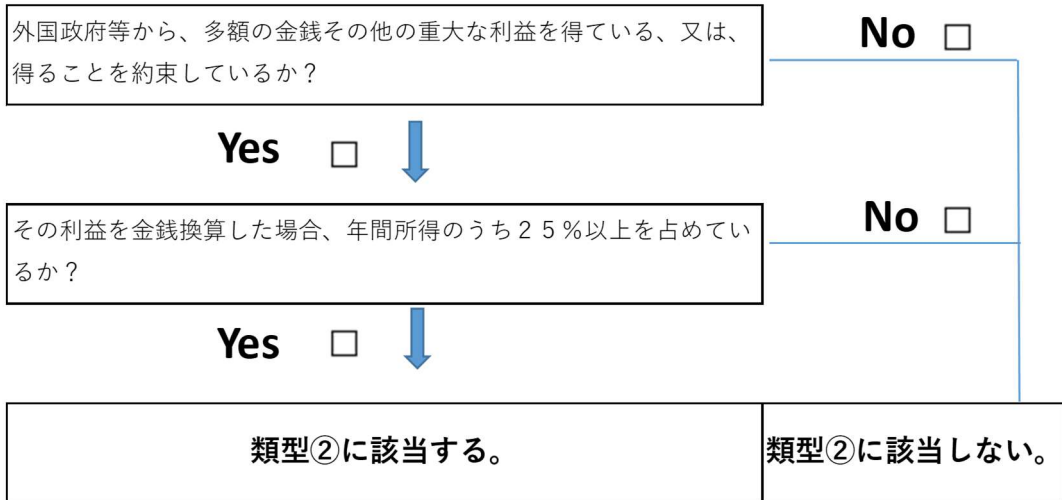 外国政府等から、多額の金銭その他の重大な利益を得ている、又は、
得ることを約束しているか？
No □
Yes □
その利益を金銭換算した場合、年間所得のうち２５％以上を占めてい
るか？
No □
Yes □
類型②に該当する。
類型②に該当しない。